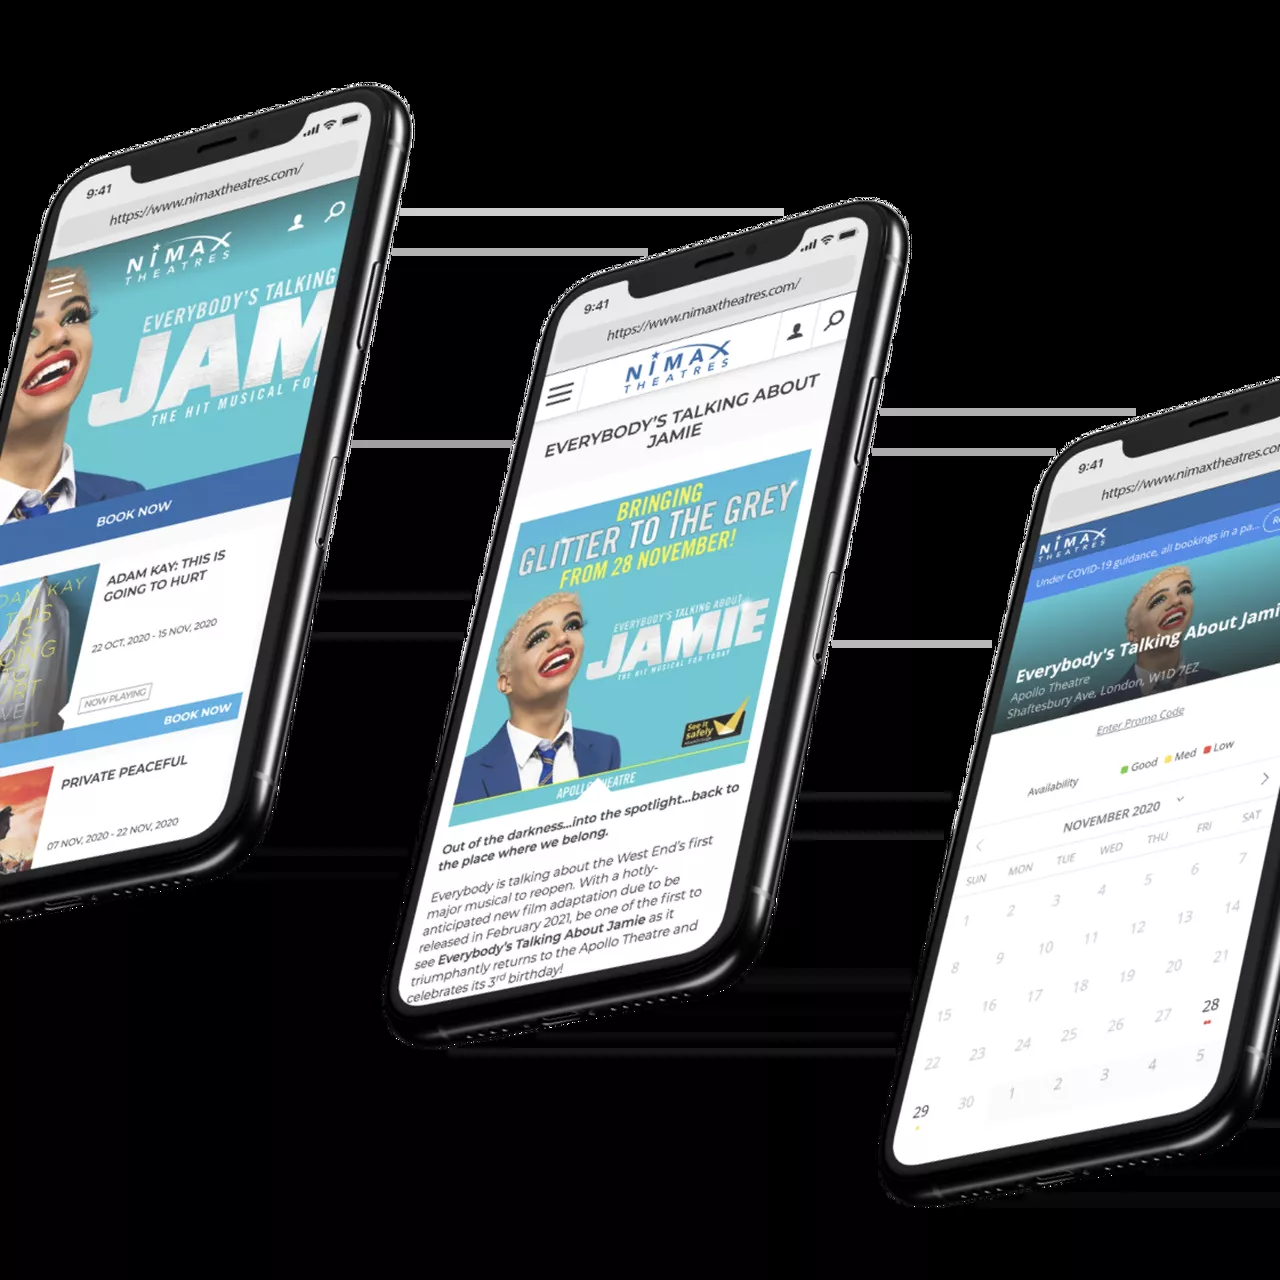 9:41
https://www.nimaxtheatres.com/
NIMAX
THEATRES
EVERYBODY'S TALKING
JAM
THE HIT MUSICAL FO
BOOK NOW
ADAM KAY: THIS IS
GOING TO HURT
22 OCT, 2020 - 15 NOV, 2020
NOW PLAYING
BOOK NOW
PRIVATE PEACEFUL
07 NOV, 2020 - 22 NOV, 2020
9:41
https://www.nimaxtheatres.com/
NIMAX
THEATRES
EVERYBODY'S TALKING ABOUT
JAMIE
BRINGING
GLITTER TO THE GREY
FROM 28 NOVEMBER!
EVERYBODY'S TALKING ABOUT
JAMIE
THE HIT MUSICAL FOR TODAY
See it
safely
APOLLO THEATRE
Out of the darkness...into the spotlight...back to
the place where we belong.
Everybody is talking about the West End's first
major musical to reopen. With a hotly-
anticipated new film adaptation due to be
released in February 2021, be one of the first to
see Everybody's Talking About Jamie as it
triumphantly returns to the Apollo Theatre and
celebrates its 3rd birthday!
9:41
https://www.nimaxtheatres.co
NIMAX
THEATRES
Under COVID-19 guidance, all bookings in a pa...
Everybody's Talking About Jami
Apollo Theatre
Shaftesbury Ave, London, W1D 7EZ
Enter Promo Code
Availability Good Med Low
NOVEMBER 2020
SUN MON TUE WED THU FRI SAT
1 2 3 4 5 6 7
8 9 10 11 12 13 14
15 16 17 18 19 20 21
22 23 24 25 26 27 28
29 30 1 2 3 4 5